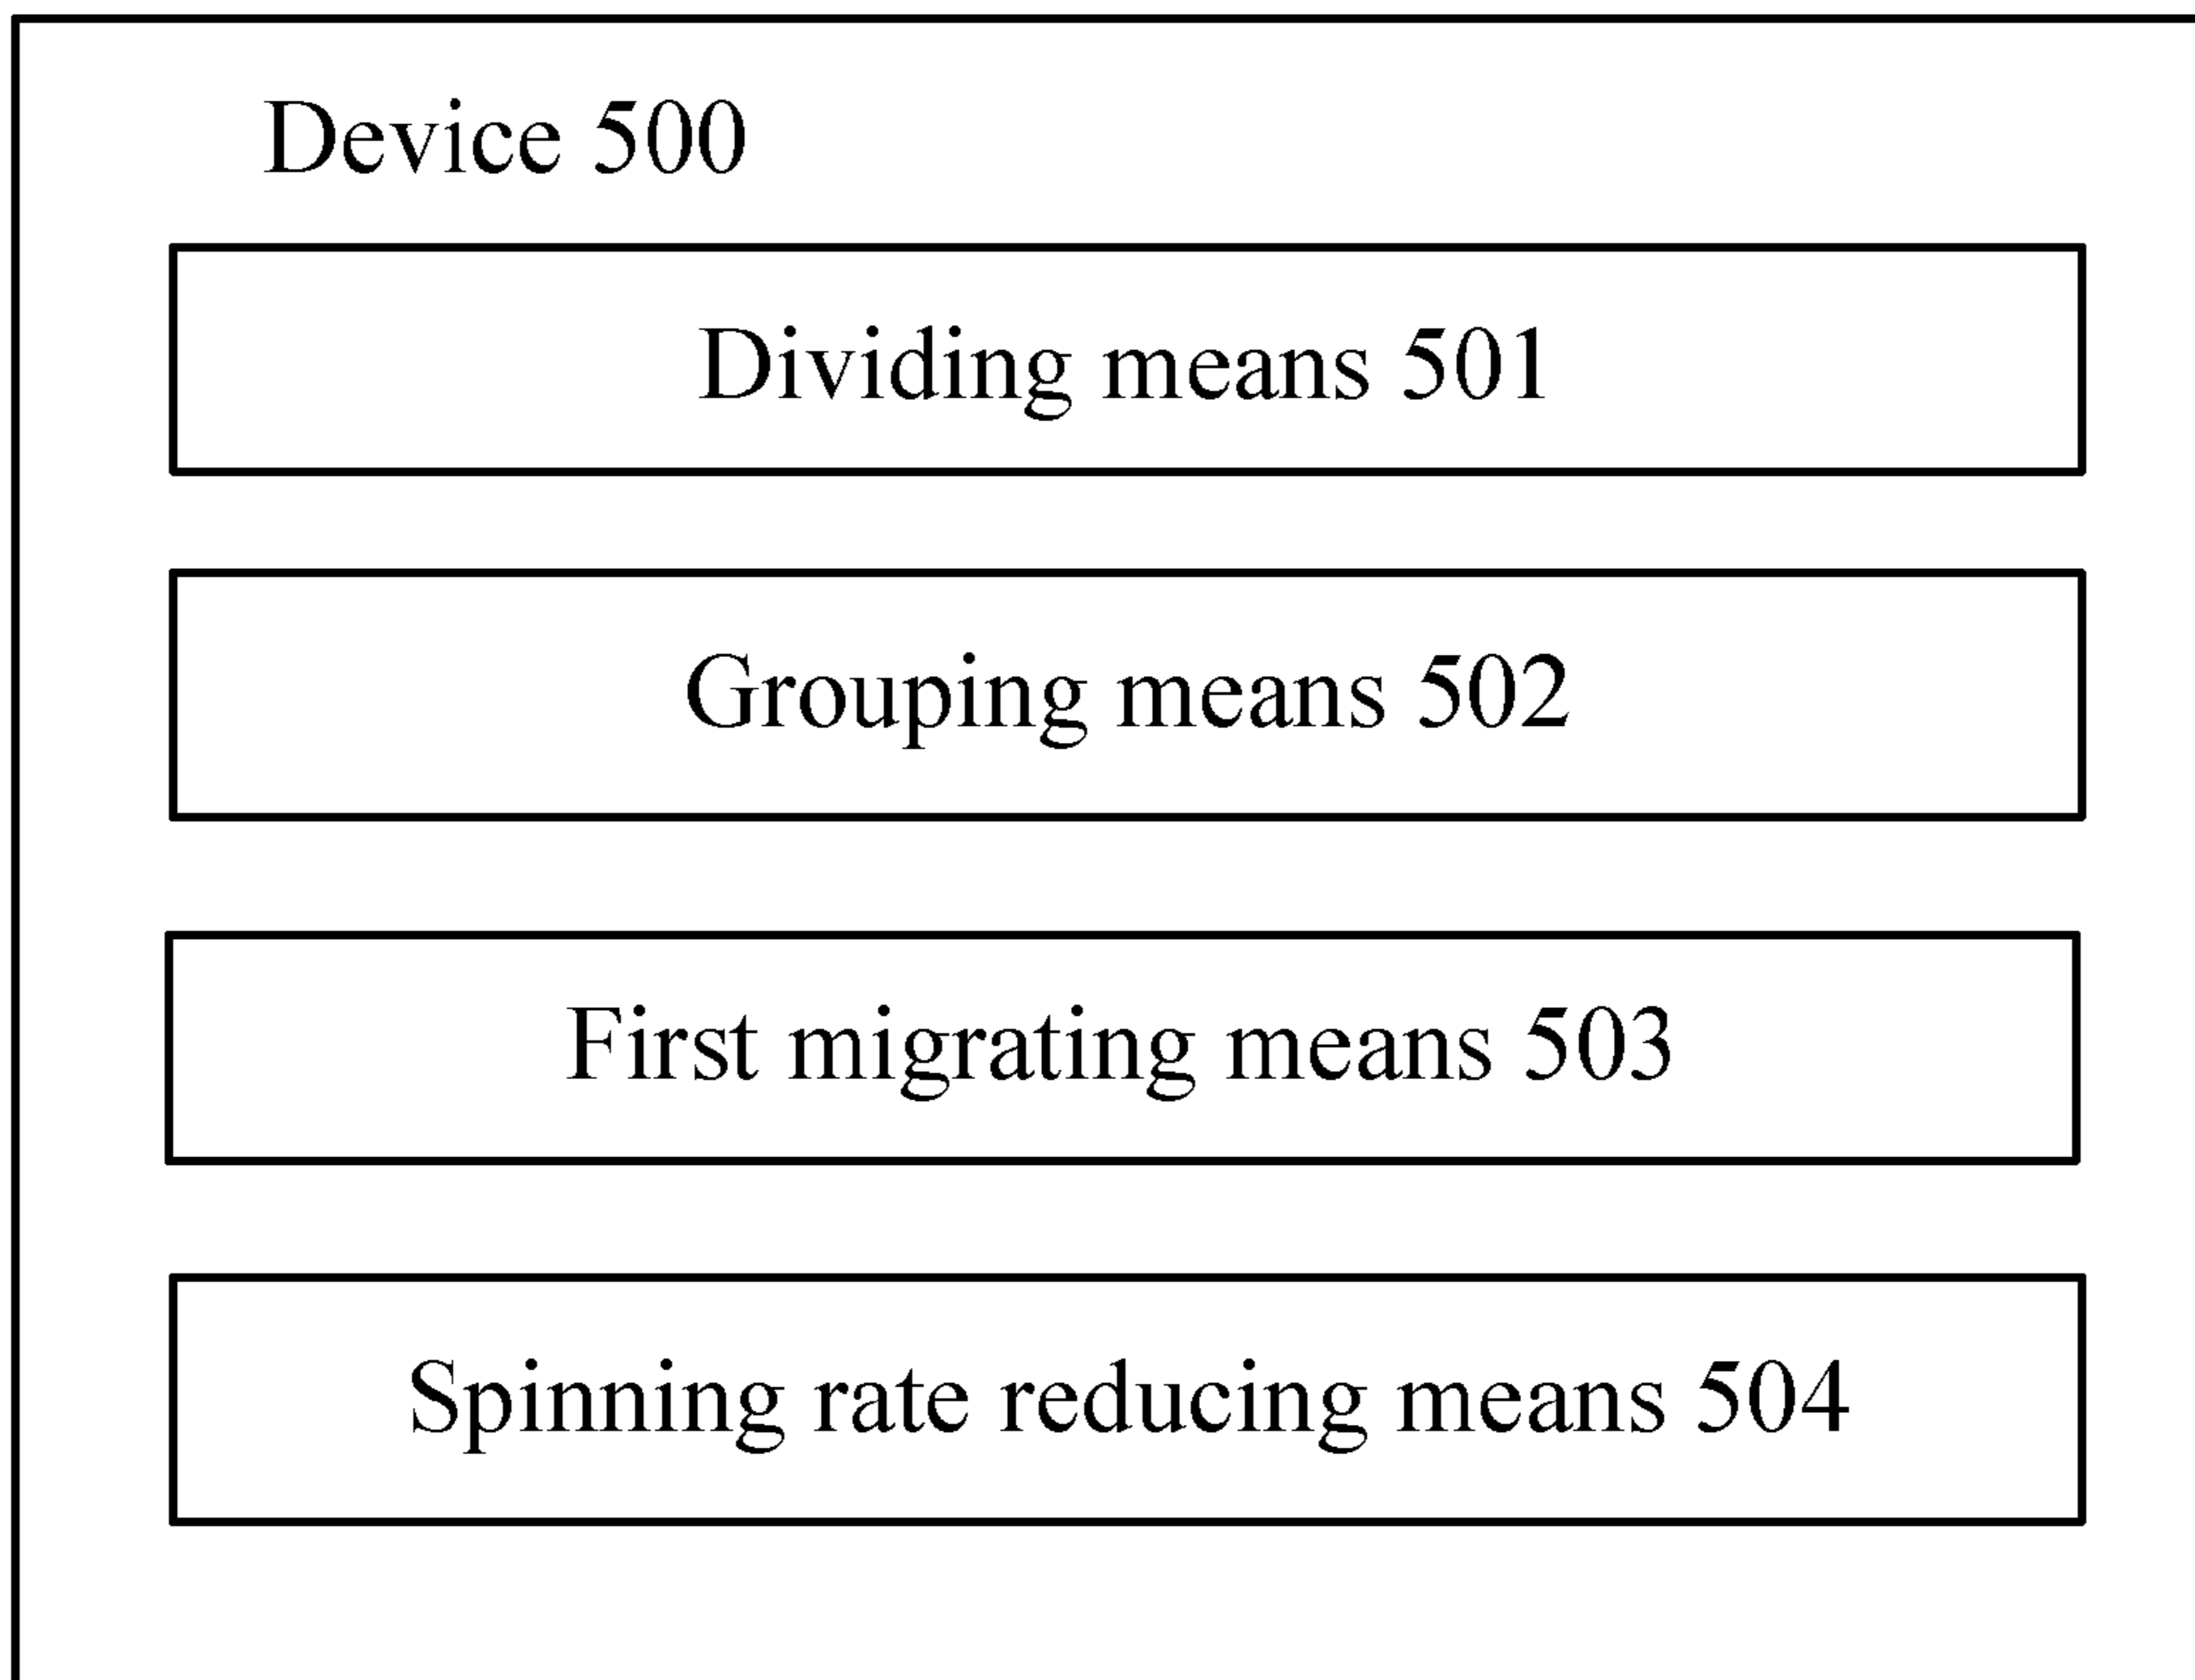 Device 500
Dividing means 501
Grouping means 502
First migrating means 503
Spinning rate reducing means 504